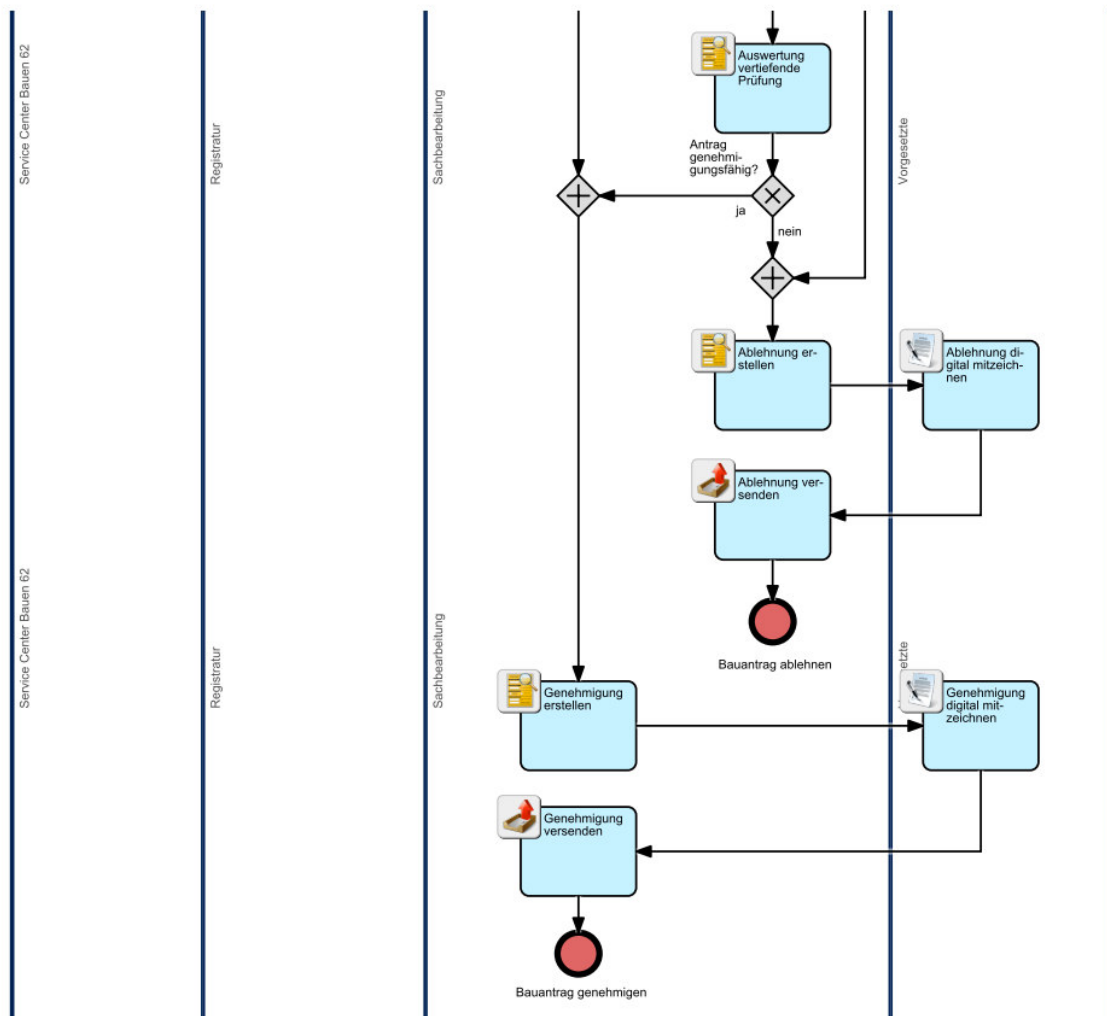 Service Center Bauen 62
Registratur
Sachbearbeitung
Vorgesetzte
Auswertung
vertiefende
Prüfung
Antrag
genehmi-
gungsfähig?
ja
nein
Ablehnung er-
stellen
Ablehnung di-
gital mitzeich-
nen
Ablehnung ver-
senden
Bauantrag ablehnen
Service Center Bauen 62
Registratur
Sachbearbeitung
etzte
Genehmigung
erstellen
Genehmigung
digital mit-
zeichnen
Genehmigung
versenden
Bauantrag genehmigen